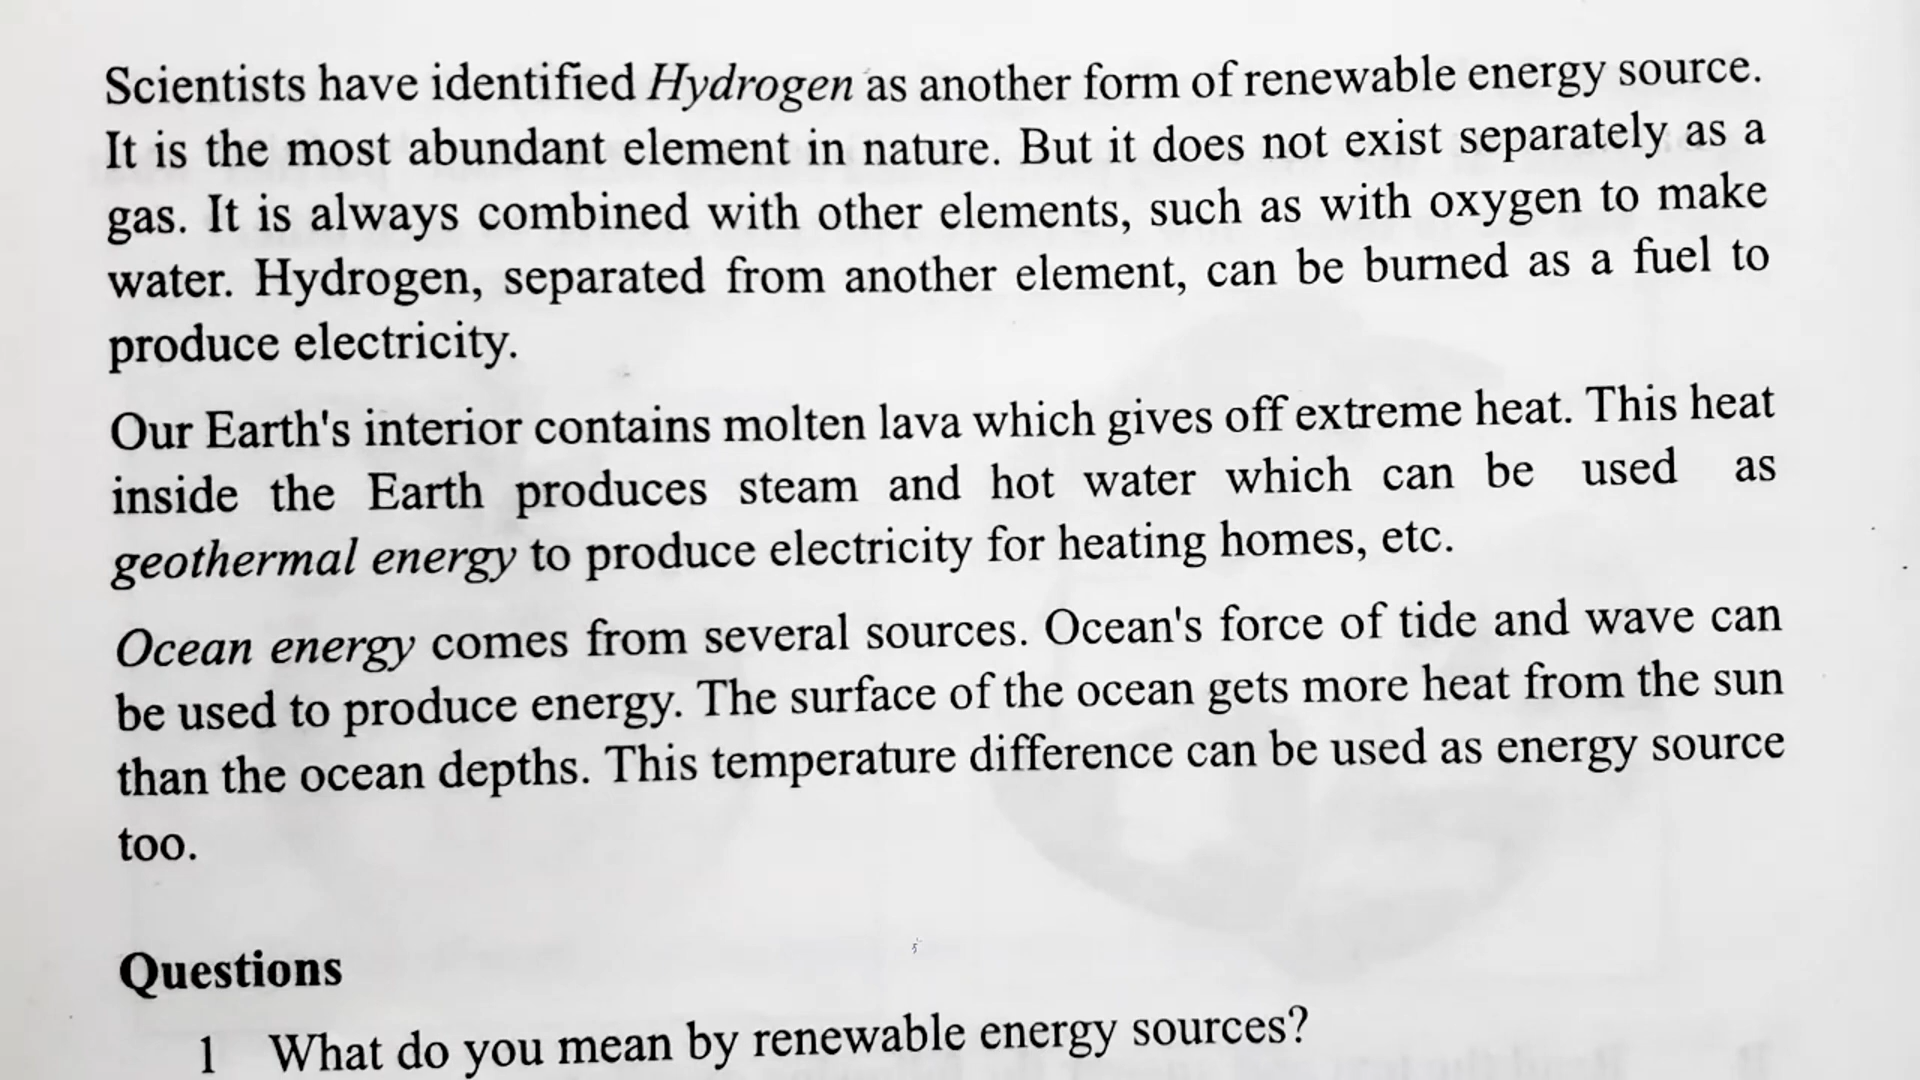 Scientists have identified Hydrogen as another form of renewable energy source.
It is the most abundant element in nature. But it does not exist separately as a
gas. It is always combined with other elements, such as with oxygen to make
water. Hydrogen, separated from another element, can be burned as a fuel to
produce electricity.
Our Earth's interior contains molten lava which gives off extreme heat. This heat
inside the Earth produces steam and hot water which can be used as
geothermal energy to produce electricity for heating homes, etc.
Ocean energy comes from several sources. Ocean's force of tide and wave can
be used to produce energy. The surface of the ocean gets more heat from the sun
than the ocean depths. This temperature difference can be used as energy source
too.
Questions
1 What do you mean by renewable energy sources?